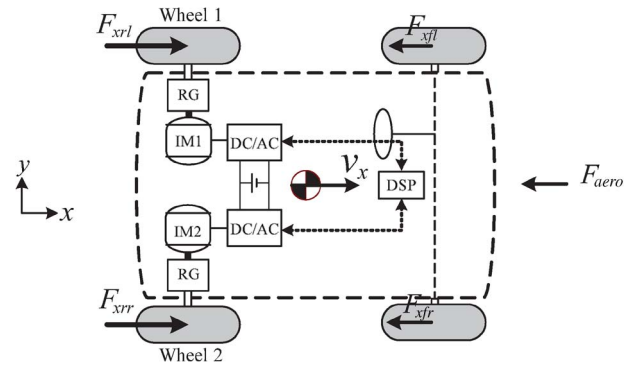 Wheel 1
F_xrl
F_xfl
RG
IM1
DC/AC
y
x
v_x
DSP
F_aero
IM2
DC/AC
RG
F_xrr
F_xfr
Wheel 2